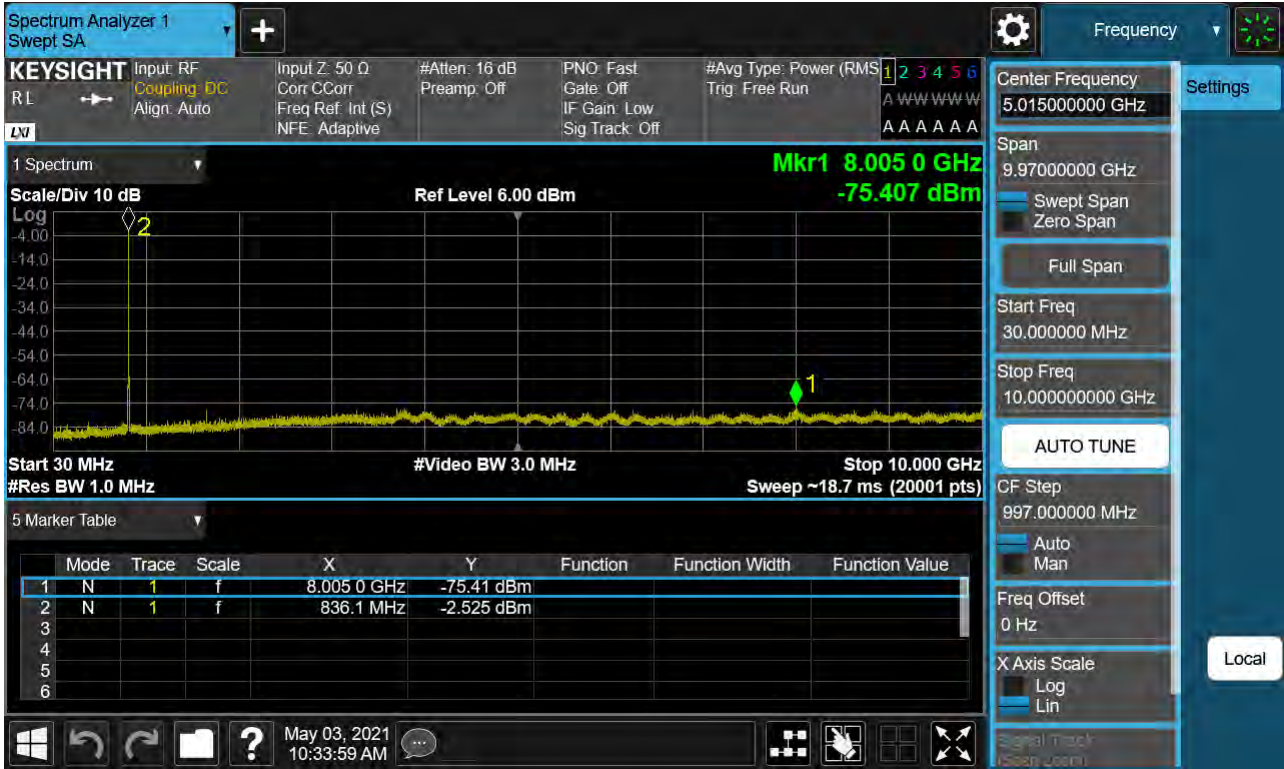 Spectrum Analyzer 1
Swept SA
Frequency
KEYSIGHT
RL
LXI
Input: RF
Coupling: DC
Align: Auto
Input Z: 50 Ω
Corr CCorr
Freq Ref: Int (S)
NFE: Adaptive
#Atten: 16 dB
Preamp: Off
PNO: Fast
Gate: Off
IF Gain: Low
Sig Track: Off
#Avg Type: Power (RMS
Trig: Free Run
1 2 3 4 5 6
A W W W W W
A A A A A A
1 Spectrum
Mkr1 8.005 0 GHz
Scale/Div 10 dB
Ref Level 6.00 dBm
-75.407 dBm
Log
2
1
-4.00
-14.0
-24.0
-34.0
-44.0
-54.0
-64.0
-74.0
-84.0
Start 30 MHz
#Video BW 3.0 MHz
Stop 10.000 GHz
#Res BW 1.0 MHz
Sweep ~18.7 ms (20001 pts)
5 Marker Table
Mode Trace Scale X Y Function Function Width Function Value
1 N 1 f 8.005 0 GHz -75.41 dBm
2 N 1 f 836.1 MHz -2.525 dBm
3
4
5
6
May 03, 2021
10:33:59 AM
Center Frequency
5.015000000 GHz
Span
9.97000000 GHz
Swept Span
Zero Span
Full Span
Start Freq
30.000000 MHz
Stop Freq
10.000000000 GHz
AUTO TUNE
CF Step
997.000000 MHz
Auto
Man
Freq Offset
0 Hz
X Axis Scale
Log
Lin
Signal Track
(Span Zoom)
Settings
Local